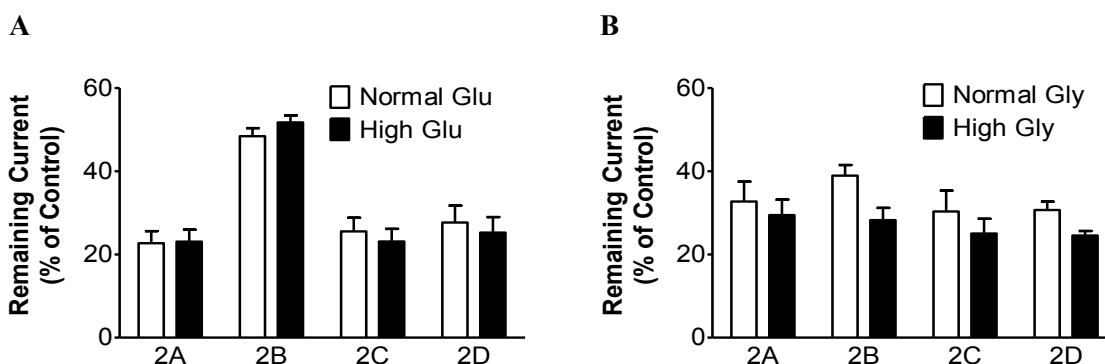 A
Remaining Current
(% of Control)
60
40
20
0
Normal Glu
High Glu
2A 2B 2C 2D
B
Remaining Current
(% of Control)
60
40
20
0
Normal Gly
High Gly
2A 2B 2C 2D